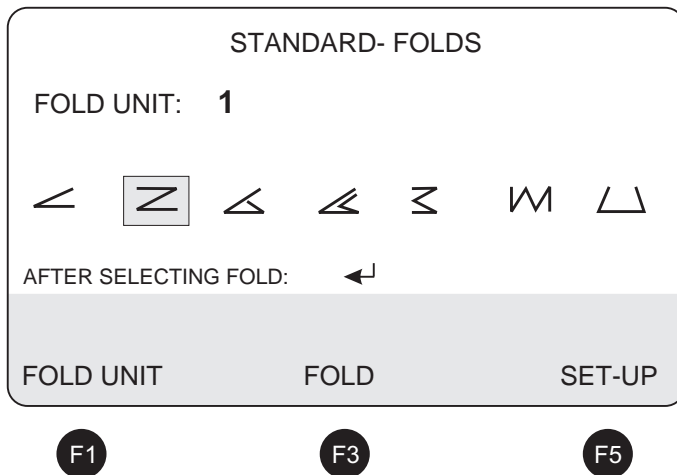 STANDARD- FOLDS
FOLD UNIT: 1
AFTER SELECTING FOLD:
FOLD UNIT FOLD SET-UP
F1 F3 F5